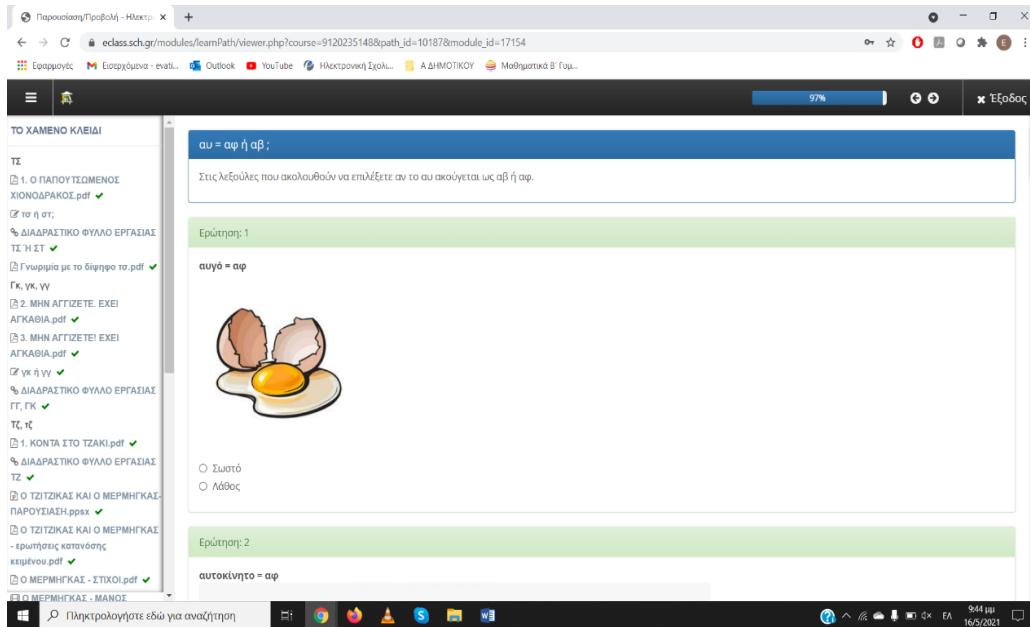 Παρουσίαση/Προβολή - Ηλεκτρ
eclass.sch.gr/modules/learnPath/viewer.php?course=9120235148&path_id=10187&module_id=17154
Εφαρμογές Εισερχόμενα - evati... Outlook YouTube Ηλεκτρονική Σχολι... Α ΔΗΜΟΤΙΚΟΥ Μαθηματικά Β' Γυμ...
97% Έξοδος
ΤΟ ΧΑΜΕΝΟ ΚΛΕΙΔΙ
ΤΣ
1. Ο ΠΑΠΟΥΤΣΩΜΕΝΟΣ
ΧΙΟΝΟΔΡΑΚΟΣ.pdf
τσ ή στ;
ΔΙΑΔΡΑΣΤΙΚΟ ΦΥΛΛΟ ΕΡΓΑΣΙΑΣ
ΤΣ Ή ΣΤ
Γνωριμία με το δίψηφο τσ.pdf
Γκ, γκ, γγ
2. ΜΗΝ ΑΓΓΙΖΕΤΕ. ΕΧΕΙ
ΑΓΚΑΘΙΑ.pdf
3. ΜΗΝ ΑΓΓΙΖΕΤΕ! ΕΧΕΙ
ΑΓΚΑΘΙΑ.pdf
γκ ή γγ
ΔΙΑΔΡΑΣΤΙΚΟ ΦΥΛΛΟ ΕΡΓΑΣΙΑΣ
ΓΓ, ΓΚ
Τζ, τζ
1. ΚΟΝΤΑ ΣΤΟ ΤΖΑΚΙ.pdf
ΔΙΑΔΡΑΣΤΙΚΟ ΦΥΛΛΟ ΕΡΓΑΣΙΑΣ
ΤΖ
Ο ΤΖΙΤΖΙΚΑΣ ΚΑΙ Ο ΜΕΡΜΗΓΚΑΣ-
ΠΑΡΟΥΣΙΑΣΗ.ppsx
Ο ΤΖΙΤΖΙΚΑΣ ΚΑΙ Ο ΜΕΡΜΗΓΚΑΣ
- ερωτήσεις κατανόσης
κειμένου.pdf
Ο ΜΕΡΜΗΓΚΑΣ - ΣΤΙΧΟΙ.pdf
Ο ΜΕΡΜΗΓΚΑΣ - ΜΑΝΟΣ
αυ = αφ ή αβ ;
Στις λεξούλες που ακολουθούν να επιλέξετε αν το αυ ακούγεται ως αβ ή αφ.
Ερώτηση: 1
αυγό = αφ
Σωστό
Λάθος
Ερώτηση: 2
αυτοκίνητο = αφ
Πληκτρολογήστε εδώ για αναζήτηση
ΕΛ
9:44 μμ
16/5/2021